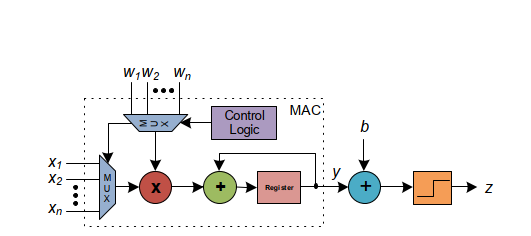 w1 w2 ••• wn
MAC
MUX
Control
Logic
b
x1
x2
xn
MUX
x
+
Register
y
+
z